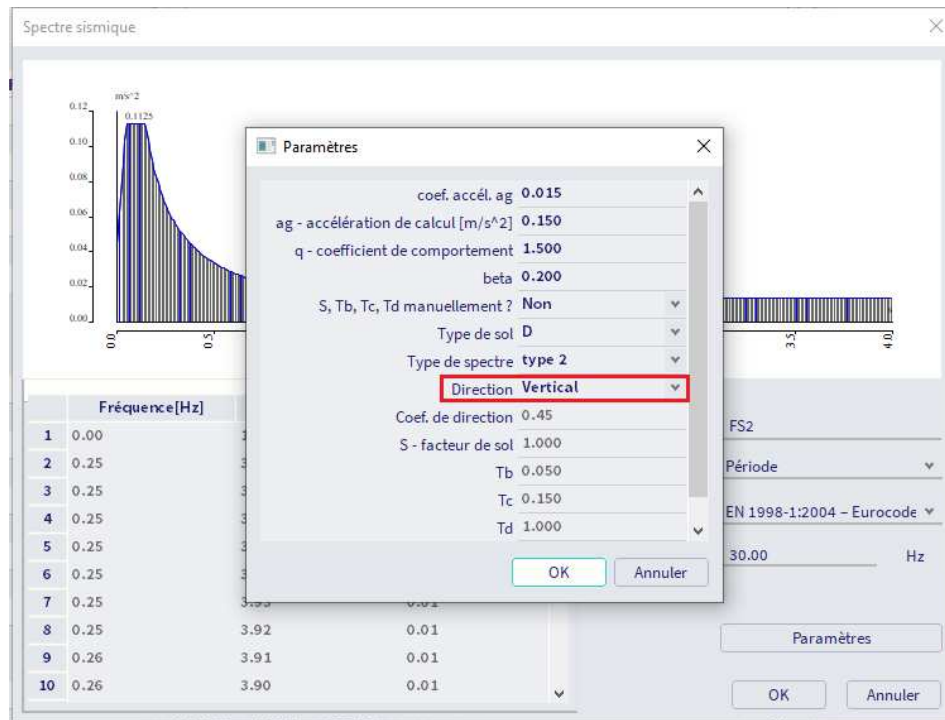 Spectre sismique
m/s^2
0.12
0.1125
0.10
0.08
0.06
0.04
0.02
0.00
0.0
0.5
3.5
4.0
Paramètres
coef. accél. ag 0.015
ag - accélération de calcul [m/s^2] 0.150
q - coefficient de comportement 1.500
beta 0.200
S, Tb, Tc, Td manuellement ? Non
Type de sol D
Type de spectre type 2
Direction Vertical
Coef. de direction 0.45
S - facteur de sol 1.000
Tb 0.050
Tc 0.150
Td 1.000
OK Annuler
Fréquence[Hz]
1 0.00
2 0.25
3 0.25
4 0.25
5 0.25
6 0.25
7 0.25 3.93 0.01
8 0.25 3.92 0.01
9 0.26 3.91 0.01
10 0.26 3.90 0.01
FS2
Période
EN 1998-1:2004 – Eurocode
30.00 Hz
Paramètres
OK Annuler